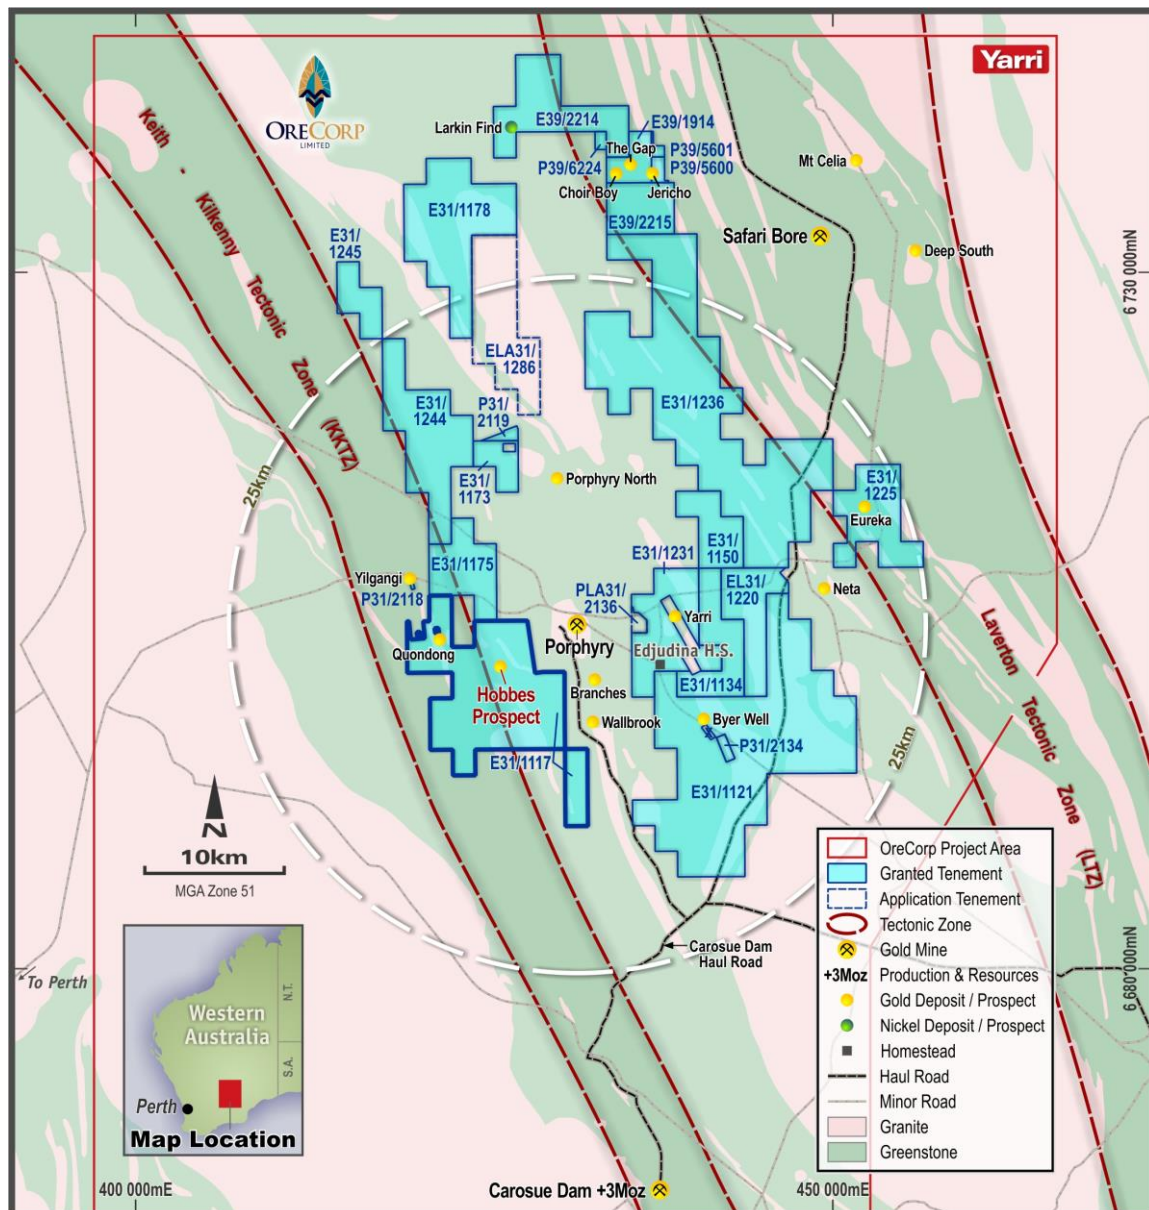 Yarri
ORECORP
LIMITED
Keith - Kilkenny Tectonic Zone (KKTZ)
Larkin Find
E39/2214
E39/1914
The Gap
P39/5601
P39/6224
P39/5600
Choir Boy
Jericho
Mt Celia
E31/1178
E39/2215
Safari Bore
Deep South
E31/
1245
6 730 000mN
ELA31/
1286
E31/
1244
P31/
2119
E31/1236
25km
E31/
1173
Porphyry North
E31/
1225
Eureka
E31/
1150
E31/1231
E31/1175
Yilgangi
P31/2118
PLA31/
2136
EL31/
1220
Neta
Yarri
Porphyry
Quondong
Edjudina H.S.
Hobbes
Prospect
Branches
E31/1134
Laverton Tectonic Zone (LTZ)
Wallbrook
Byer Well
25km
P31/2134
E31/1117
E31/1121
N
10km
MGA Zone 51
OreCorp Project Area
Granted Tenement
Application Tenement
Tectonic Zone
Gold Mine
+3Moz Production & Resources
Gold Deposit / Prospect
Nickel Deposit / Prospect
Homestead
Haul Road
Minor Road
Granite
Greenstone
Carosue Dam
Haul Road
6 680 000mN
To Perth
Western
Australia
N.T.
S.A.
Perth
Map Location
400 000mE
Carosue Dam +3Moz
450 000mE